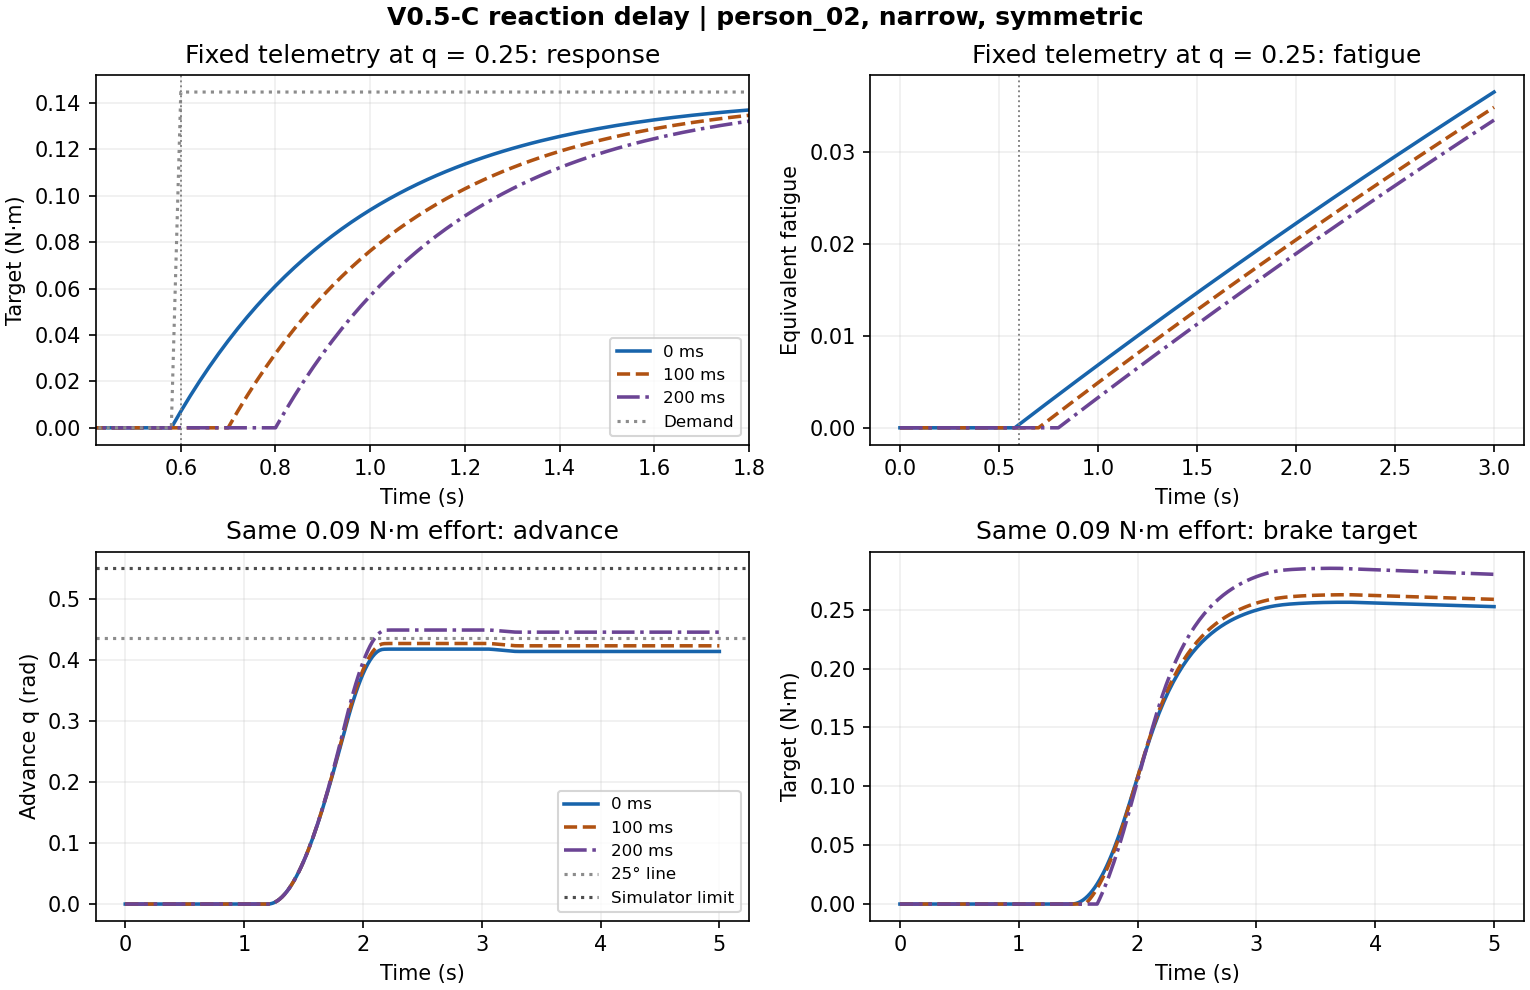 V0.5-C reaction delay | person_02, narrow, symmetric
Fixed telemetry at q = 0.25: response
Target (N·m)
0.14
0.12
0.10
0.08
0.06
0.04
0.02
0.00
0.6
0.8
1.0
1.2
1.4
1.6
1.8
Time (s)
0 ms
100 ms
200 ms
Demand
Fixed telemetry at q = 0.25: fatigue
Equivalent fatigue
0.03
0.02
0.01
0.00
0.0
0.5
1.0
1.5
2.0
2.5
3.0
Time (s)
Same 0.09 N·m effort: advance
Advance q (rad)
0.5
0.4
0.3
0.2
0.1
0.0
0
1
2
3
4
5
Time (s)
0 ms
100 ms
200 ms
25° line
Simulator limit
Same 0.09 N·m effort: brake target
Target (N·m)
0.25
0.20
0.15
0.10
0.05
0.00
0
1
2
3
4
5
Time (s)